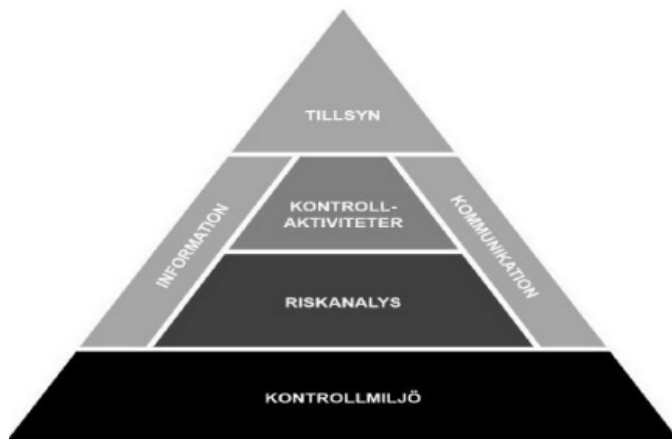 TILLSYN
INFORMATION
KONTROLL-
AKTIVITETER
KOMMUNIKATION
RISKANALYS
KONTROLLMILJÖ